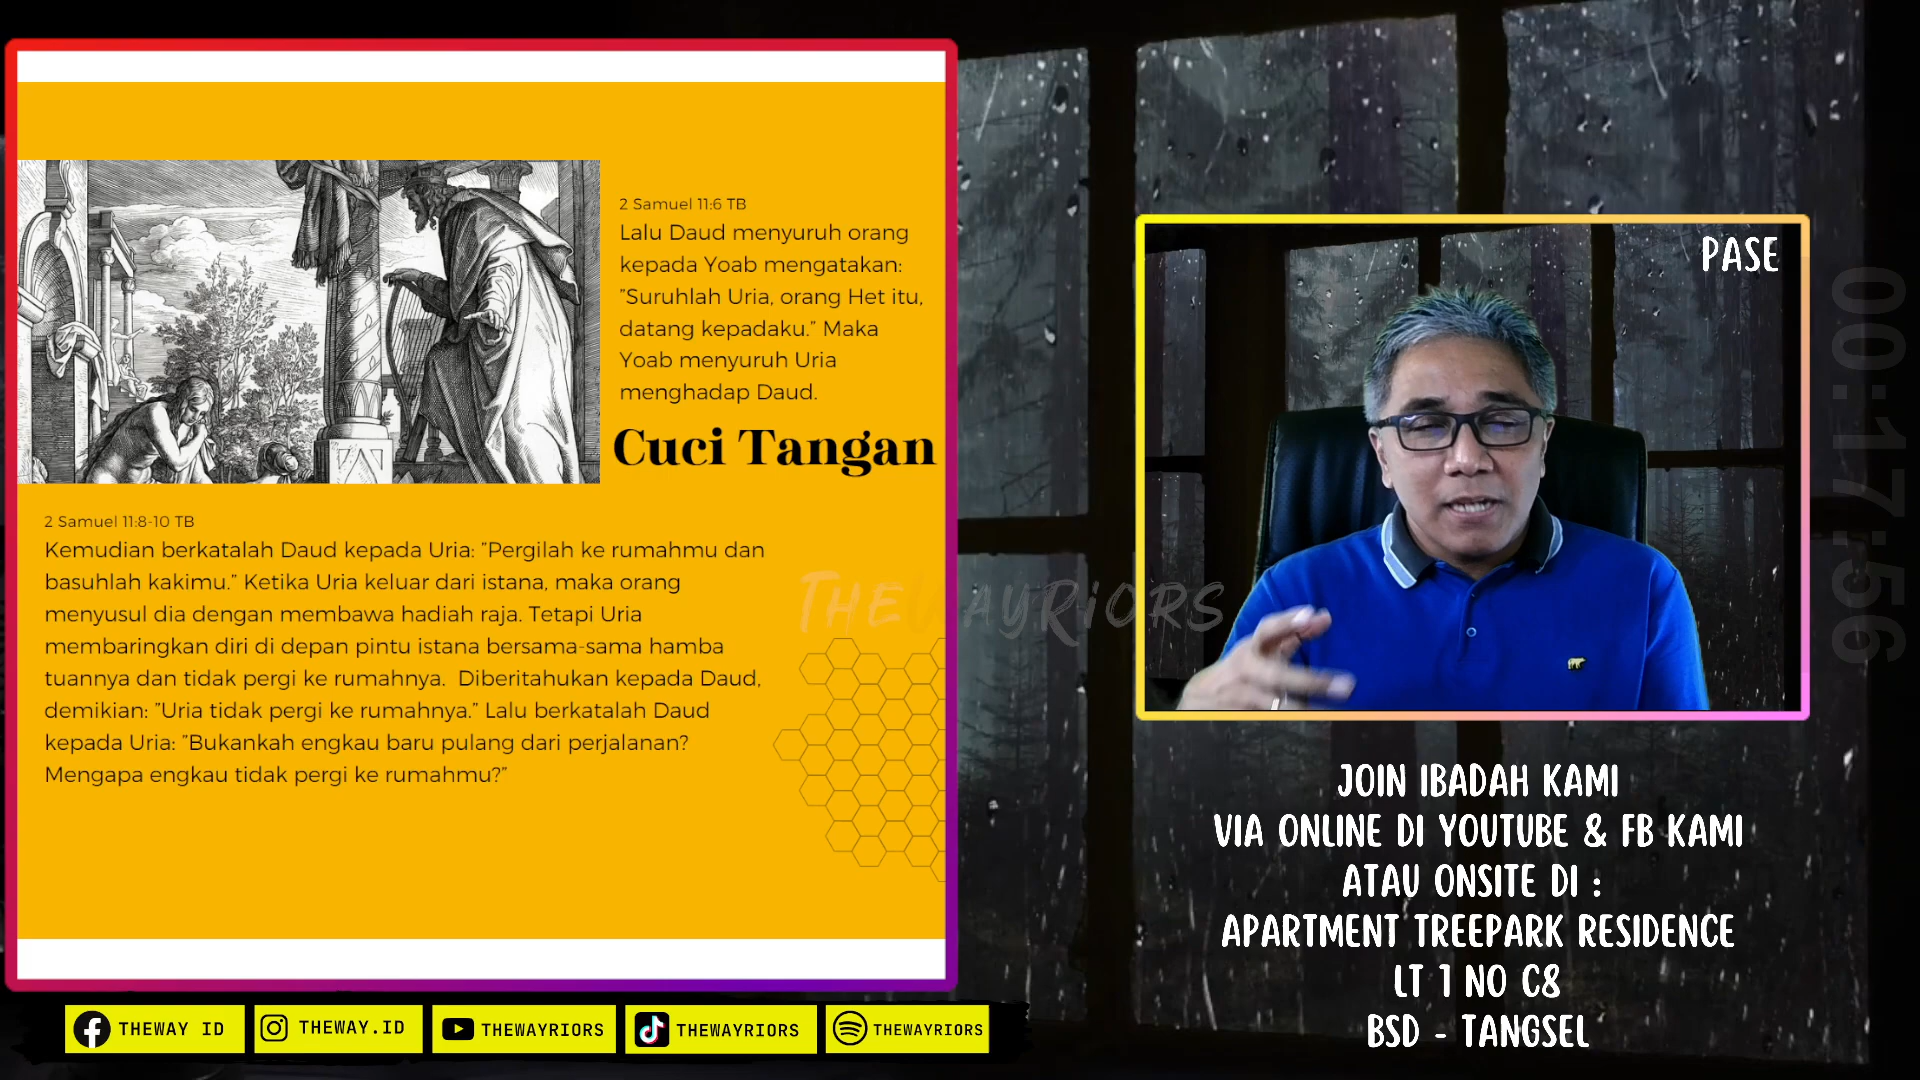 2 Samuel 11:6 TB
Lalu Daud menyuruh orang
kepada Yoab mengatakan:
"Suruhlah Uria, orang Het itu,
datang kepadaku." Maka
Yoab menyuruh Uria
menghadap Daud.
Cuci Tangan
2 Samuel 11:8-10 TB
Kemudian berkatalah Daud kepada Uria: "Pergilah ke rumahmu dan
basuhlah kakimu." Ketika Uria keluar dari istana, maka orang
menyusul dia dengan membawa hadiah raja. Tetapi Uria
membaringkan diri di depan pintu istana bersama-sama hamba
tuannya dan tidak pergi ke rumahnya.  Diberitahukan kepada Daud,
demikian: "Uria tidak pergi ke rumahnya." Lalu berkatalah Daud
kepada Uria: "Bukankah engkau baru pulang dari perjalanan?
Mengapa engkau tidak pergi ke rumahmu?"
THEWAYRIORS
PASE
00:17:56
JOIN IBADAH KAMI
VIA ONLINE DI YOUTUBE & FB KAMI
ATAU ONSITE DI :
APARTMENT TREEPARK RESIDENCE
LT 1 NO C8
BSD - TANGSEL
THEWAY ID
THEWAY.ID
THEWAYRIORS
THEWAYRIORS
THEWAYRIORS